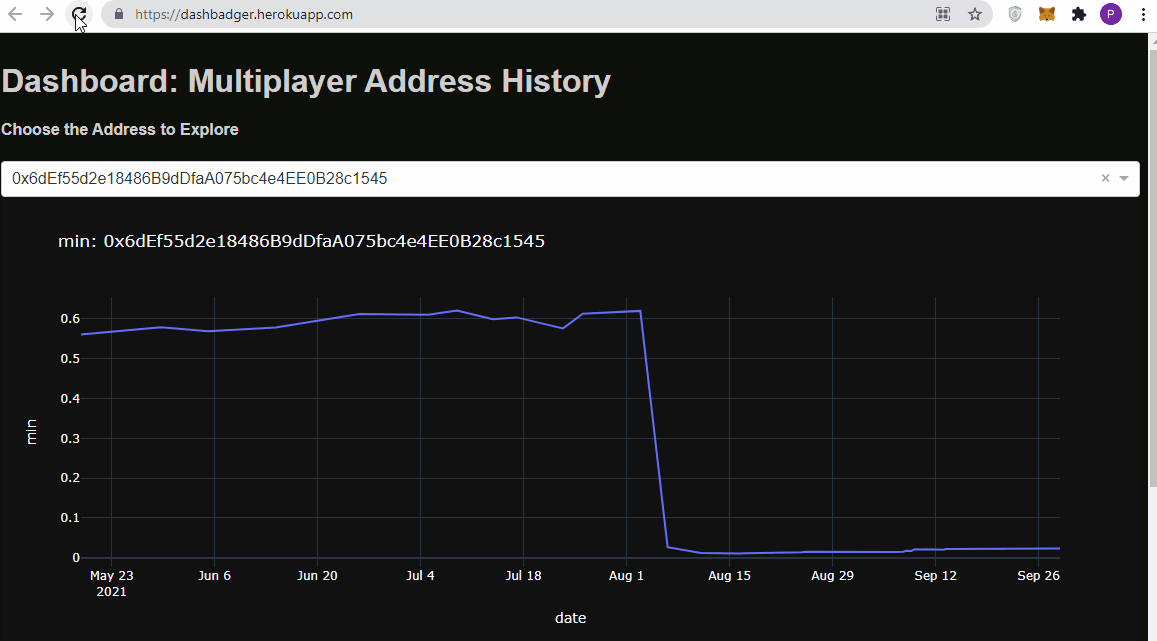 https://dashbadger.herokuapp.com
P
Dashboard: Multiplayer Address History
Choose the Address to Explore
0x6dEf55d2e18486B9dDfaA075bc4e4EE0B28c1545
min: 0x6dEf55d2e18486B9dDfaA075bc4e4EE0B28c1545
0.6
0.5
0.4
0.3
0.2
0.1
0
min
May 23 Jun 6 Jun 20 Jul 4 Jul 18 Aug 1 Aug 15 Aug 29 Sep 12 Sep 26
2021
date